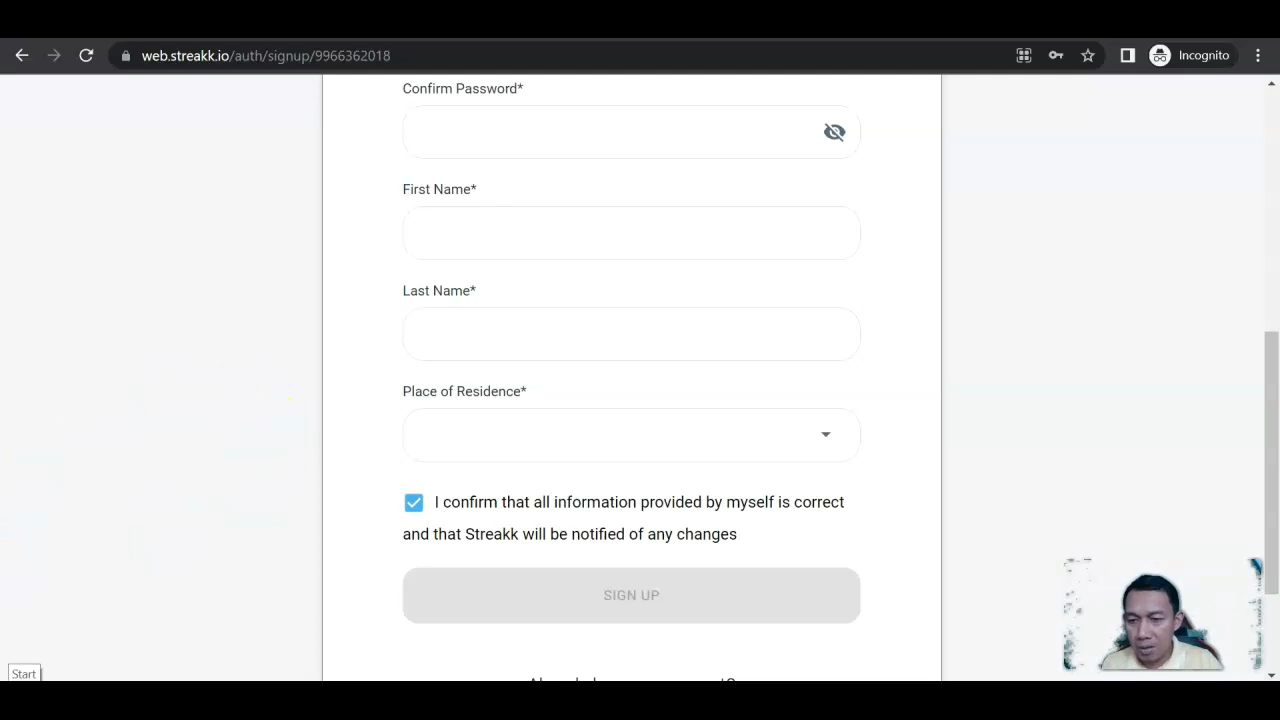 web.streakk.io/auth/signup/9966362018
Incognito
Confirm Password*
First Name*
Last Name*
Place of Residence*
I confirm that all information provided by myself is correct
and that Streakk will be notified of any changes
SIGN UP
Start